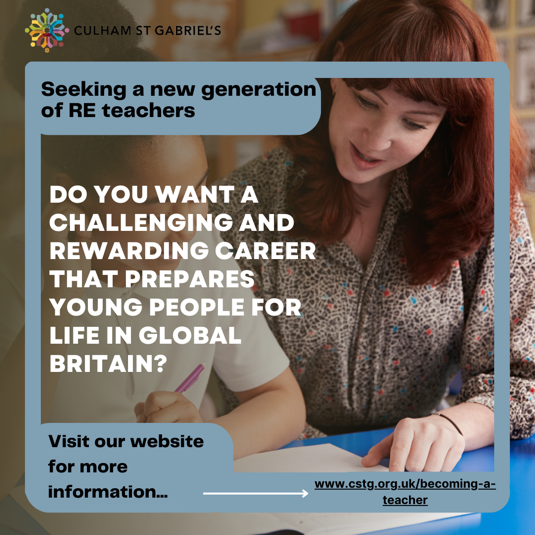 CULHAM ST GABRIEL'S
Seeking a new generation
of RE teachers
DO YOU WANT A
CHALLENGING AND
REWARDING CAREER
THAT PREPARES
YOUNG PEOPLE FOR
LIFE IN GLOBAL
BRITAIN?
Visit our website
for more
information...
www.cstg.org.uk/becoming-a-
teacher